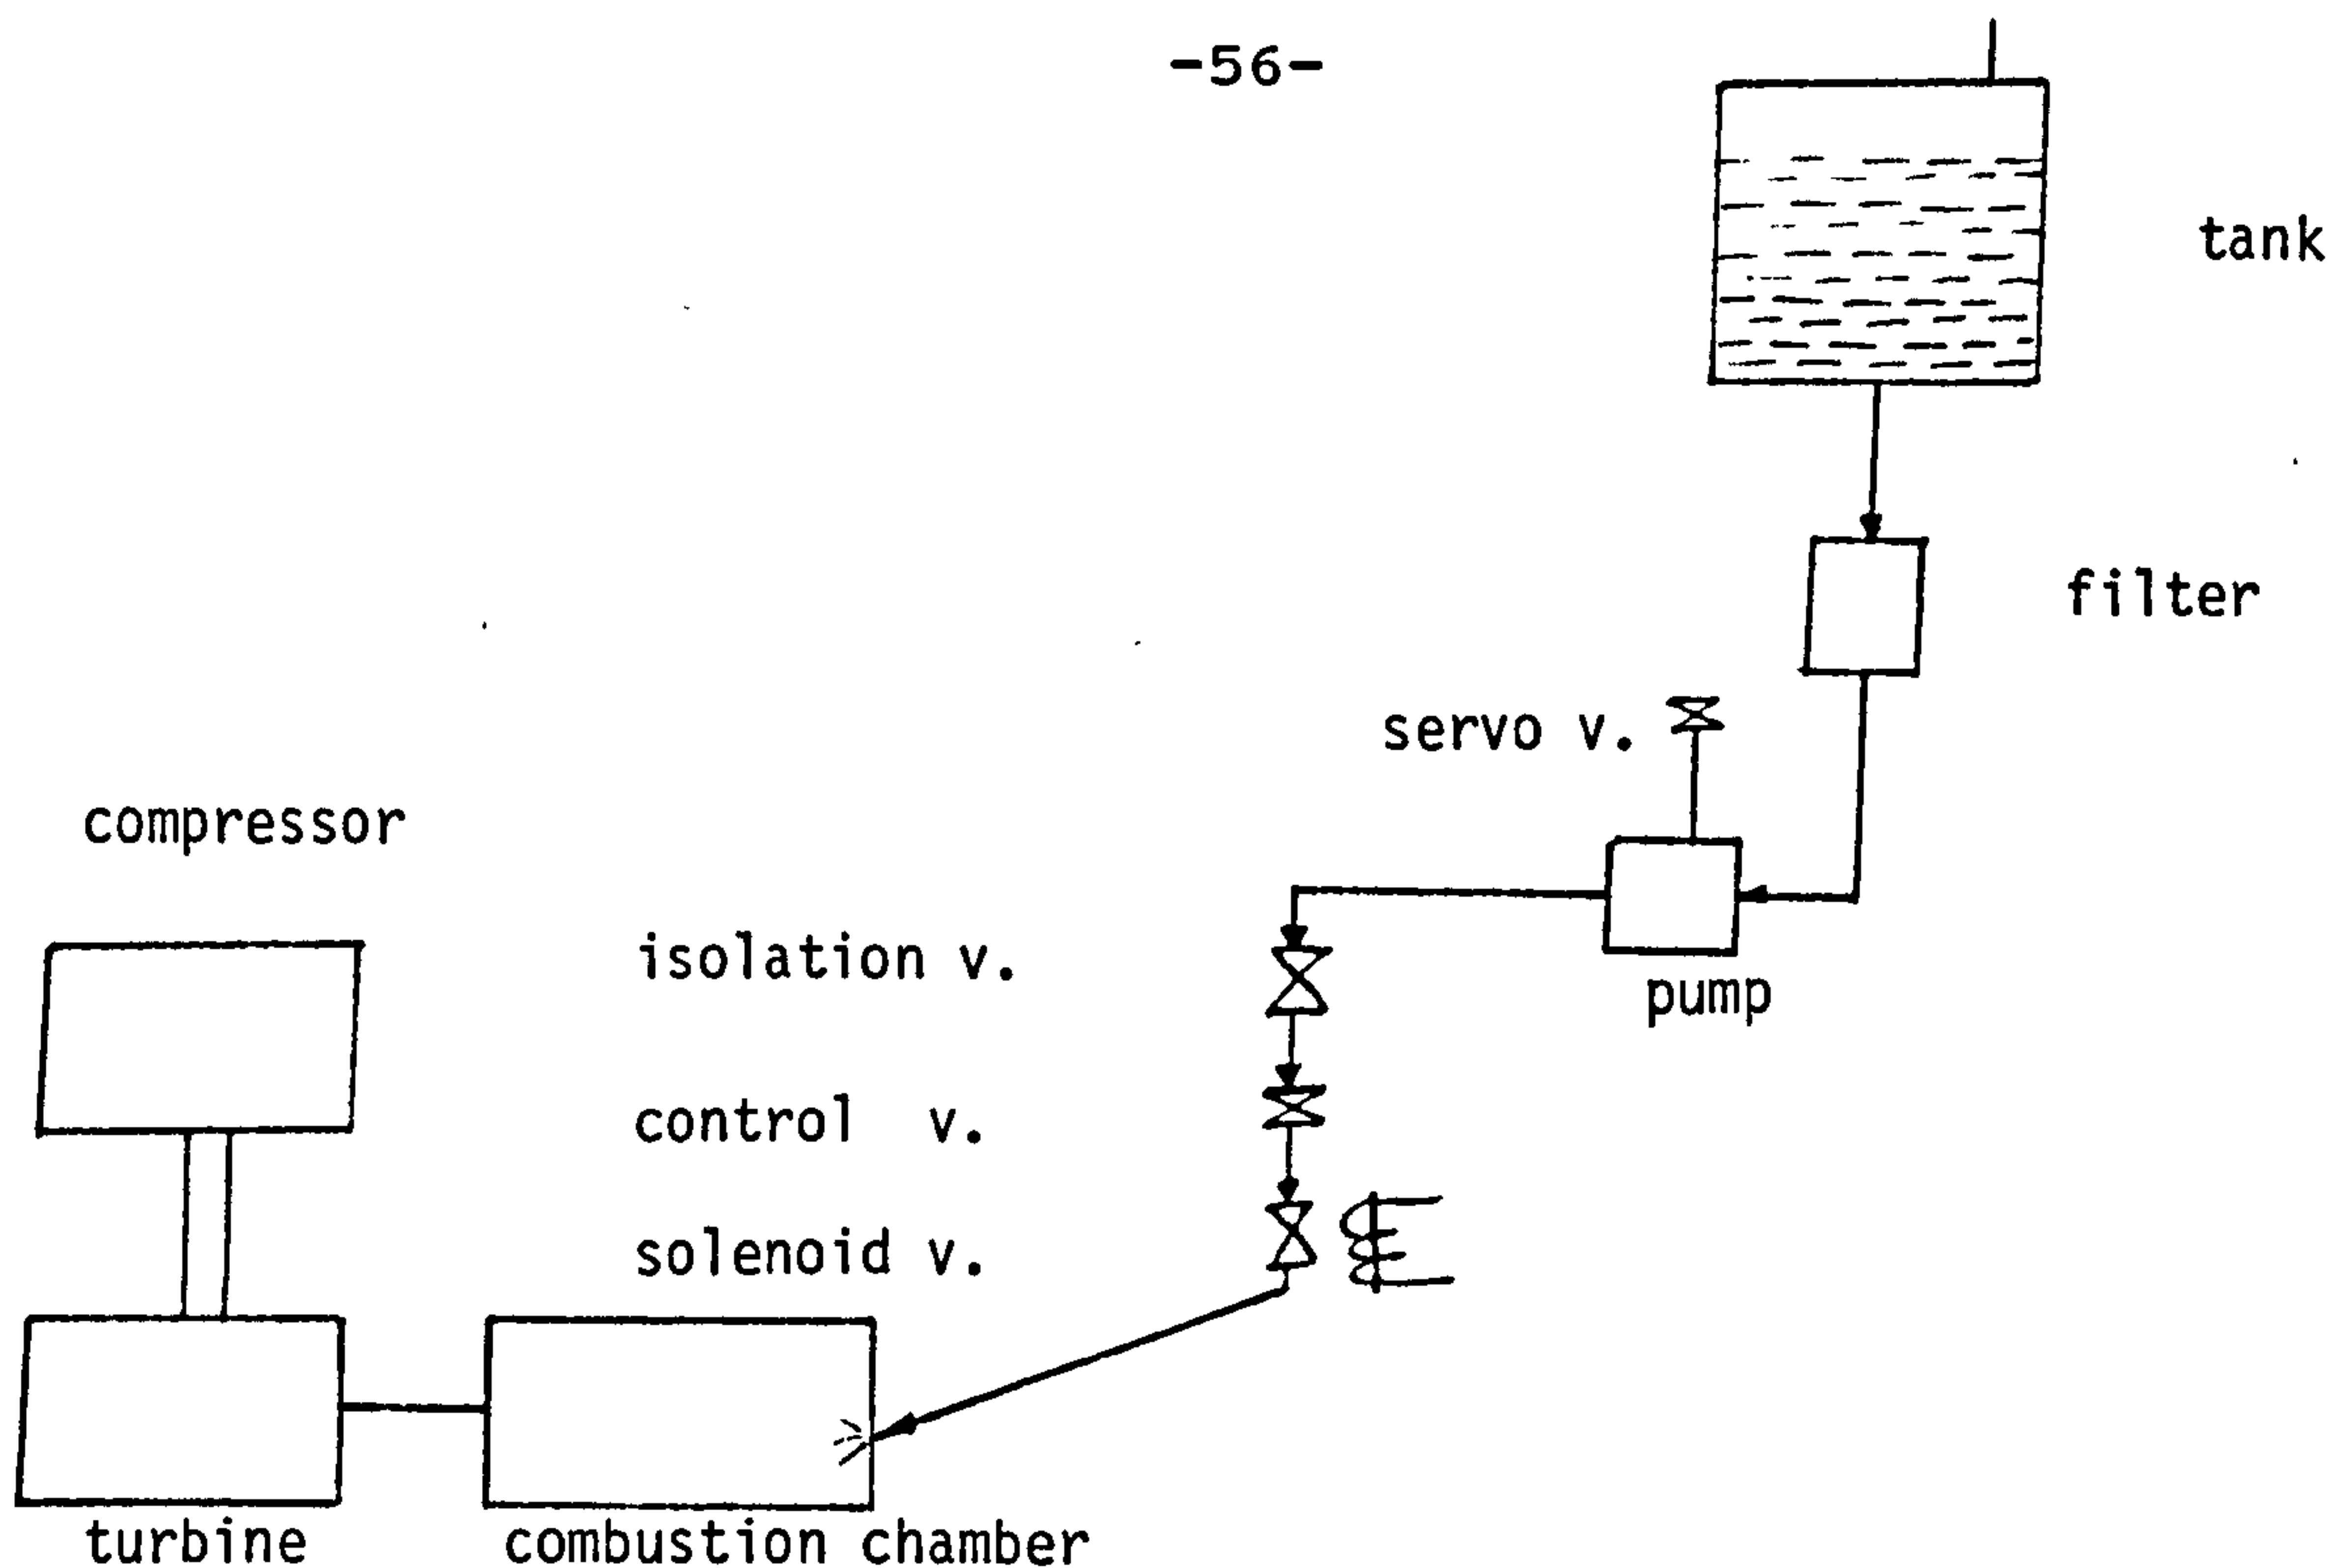 -56-
tank
filter
servo v.
compressor
isolation v.
pump
control v.
solenoid v.
turbine
combustion chamber